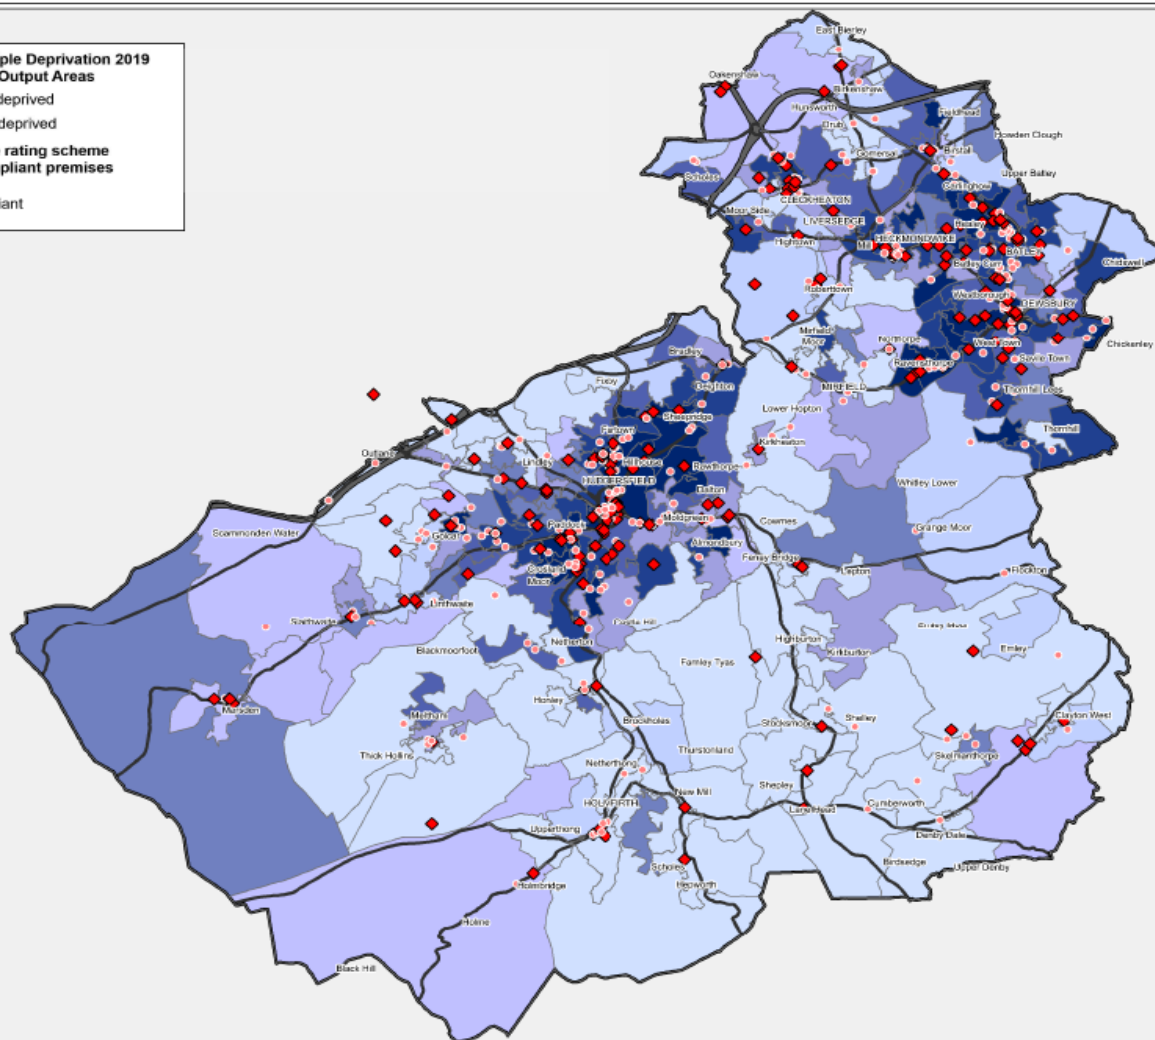 ple Deprivation 2019
Output Areas
deprived
deprived
rating scheme
pliant premises
iant
East Bierley
Oakenshaw
Birkenshaw
Hunsworth
Drub
Fieldhead
Howden Clough
Gomersal
Birstall
Scholes
Upper Batley
Carlinghow
CLECKHEATON
Moor Side
LIVERSEDGE
Healey
HECKMONDWIKE
Hightown
Mill
BATLEY
Batley Carr
Chidswell
Roberttown
Westborough
DEWSBURY
Mirfield
Moor
Northorpe
Westtown
Chickenley
Bradley
Ravensthorpe
Savile Town
Fixby
Deighton
MIRFIELD
Thornhill Lees
Lower Hopton
Sheepridge
Fartown
Kirkheaton
Thornhill
Outlane
Lindley
Hillhouse
Rawthorpe
HUDDERSFIELD
Dalton
Whitley Lower
Scammonden Water
Golcar
Paddock
Moldgreen
Cowmes
Grange Moor
Almondbury
Fenay Bridge
Crosland
Moor
Lepton
Flockton
Linthwaite
Slaithwaite
Castle Hill
Netherton
Highburton
Emley Moor
Blackmoorfoot
Farnley Tyas
Kirkburton
Emley
Marsden
Honley
Meltham
Brockholes
Stocksmoor
Shelley
Clayton West
Thick Hollins
Thurstonland
Skelmanthorpe
Netherthong
Shepley
New Mill
HOLMFIRTH
Lane Head
Cumberworth
Upperthong
Denby Dale
Scholes
Birdsedge
Upper Denby
Holmbridge
Hepworth
Holme
Black Hill